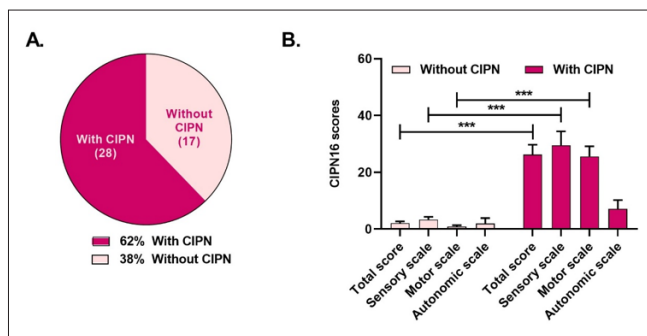 A.
With CIPN
(28)
Without
CIPN
(17)
62% With CIPN
38% Without CIPN
B.
Without CIPN With CIPN
CIPN16 scores
60
40
20
0
***
***
***
Total score
Sensory scale
Motor scale
Autonomic scale
Total score
Sensory scale
Motor scale
Autonomic scale